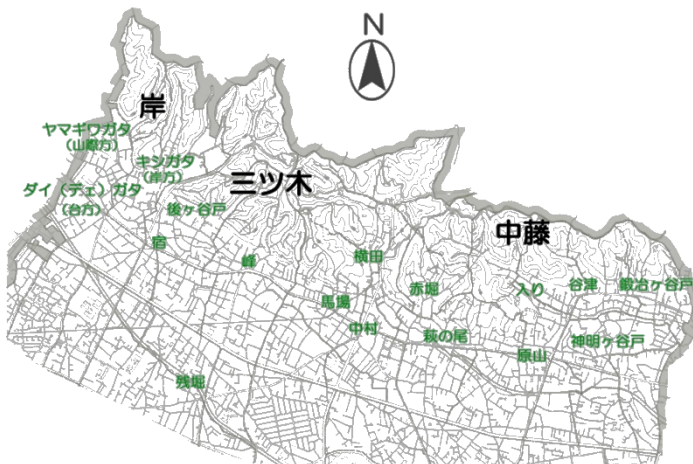 N
岸
ヤマギワガタ
(山際方)
キシガタ
(岸方)
三ツ木
ダイ(デェ)ガタ
(台方)
後ヶ谷戸
中藤
宿
峰
横田
赤堀
入り
谷津
鍛冶ヶ谷戸
馬場
中村
萩の尾
原山
神明ヶ谷戸
残堀